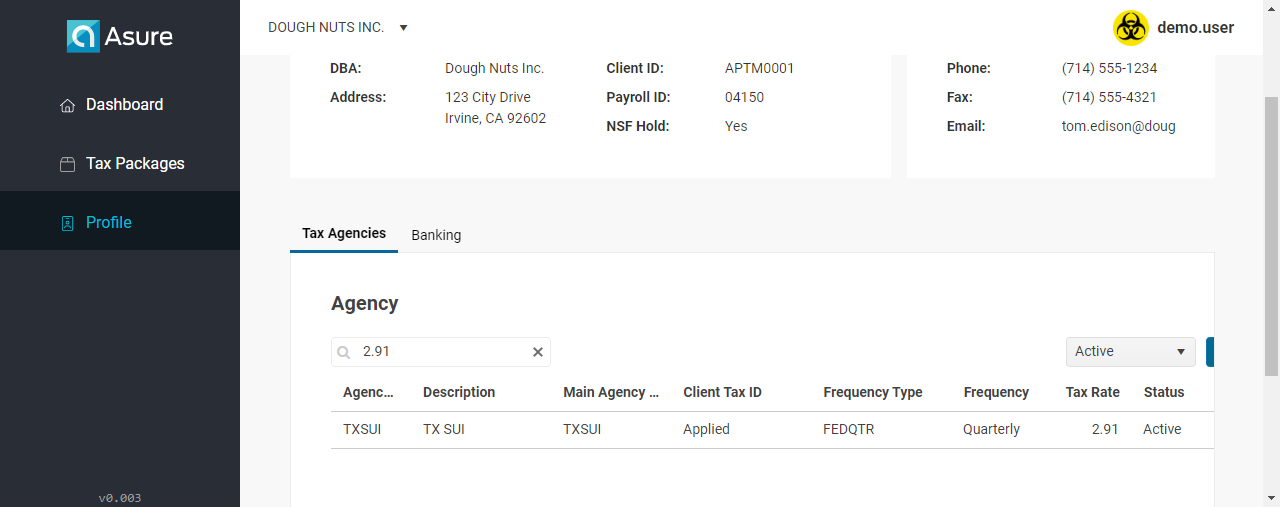 Asure
DOUGH NUTS INC.
demo.user
Dashboard
Tax Packages
Profile
v0.003
DBA: Dough Nuts Inc.
Address: 123 City Drive
Irvine, CA 92602
Client ID: APTM0001
Payroll ID: 04150
NSF Hold: Yes
Phone: (714) 555-1234
Fax: (714) 555-4321
Email: tom.edison@doug
Tax Agencies Banking
Agency
2.91
Active
Agenc... Description Main Agency ... Client Tax ID Frequency Type Frequency Tax Rate Status
TXSUI TX SUI TXSUI Applied FEDQTR Quarterly 2.91 Active